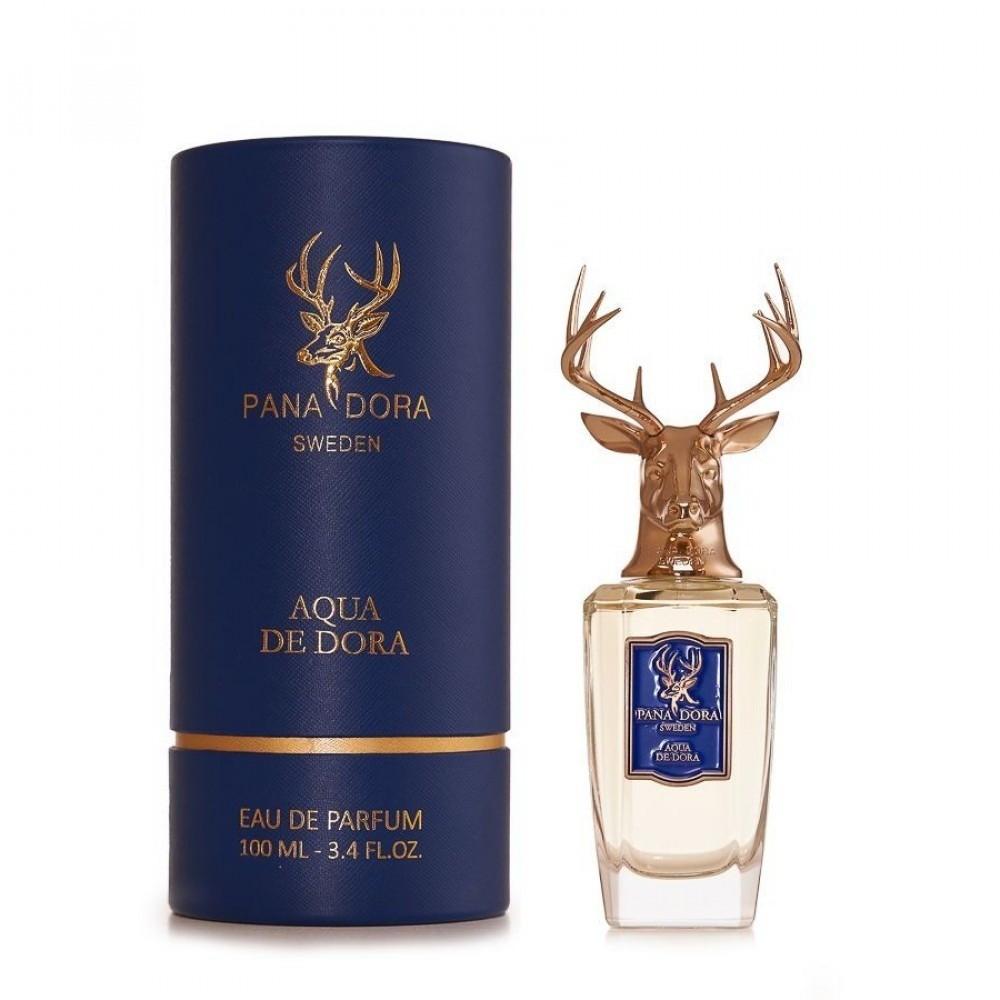 PANA DORA
SWEDEN
AQUA
DE DORA
EAU DE PARFUM
100 ML - 3.4 FL.OZ.
PANA DORA
SWEDEN
PANA DORA
SWEDEN
AQUA
DE DORA